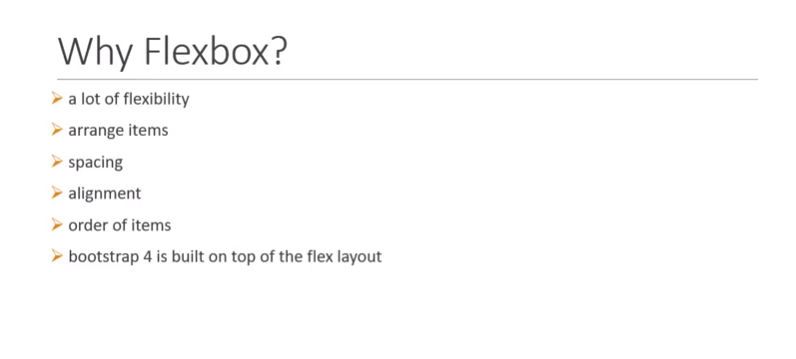 Why Flexbox?
a lot of flexibility
arrange items
spacing
alignment
order of items
bootstrap 4 is built on top of the flex layout